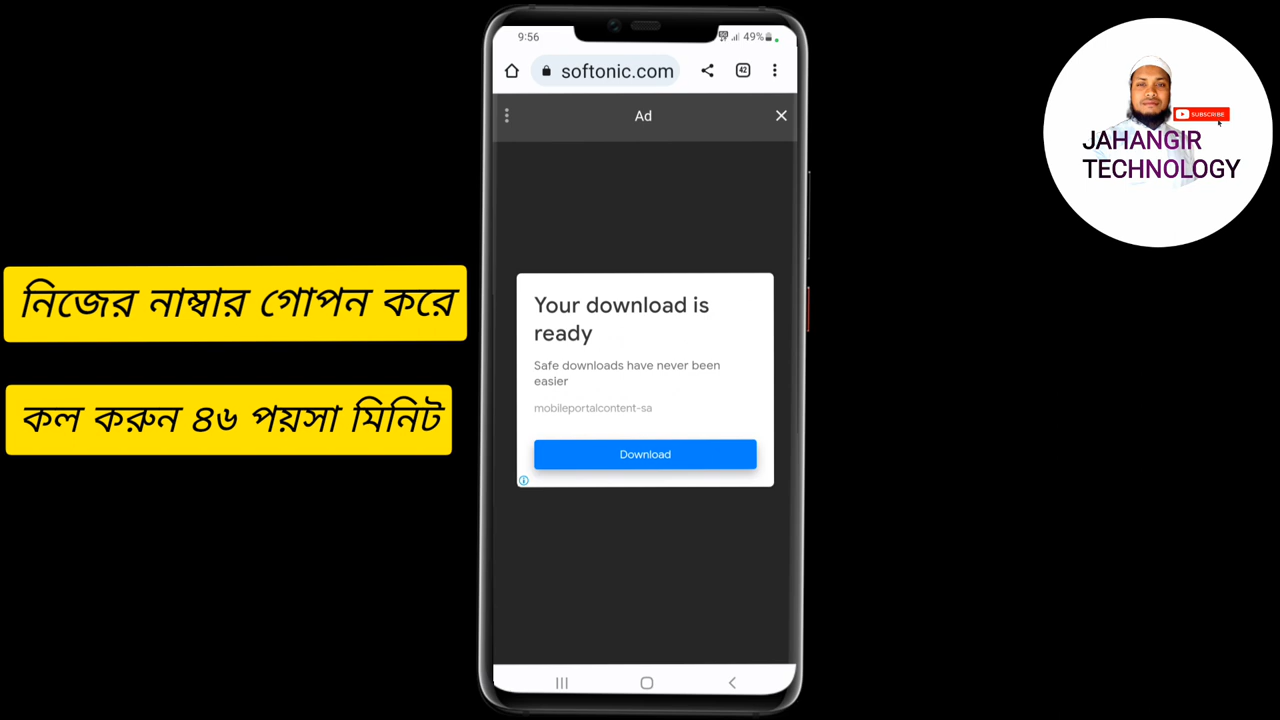 9:56
49%
softonic.com
42
Ad
Your download is
ready
Safe downloads have never been
easier
mobileportalcontent-sa
Download
নিজের নাম্বার গোপন করে
কল করুন ৪৬ পয়সা মিনিট
SUBSCRIBE
JAHANGIR
TECHNOLOGY